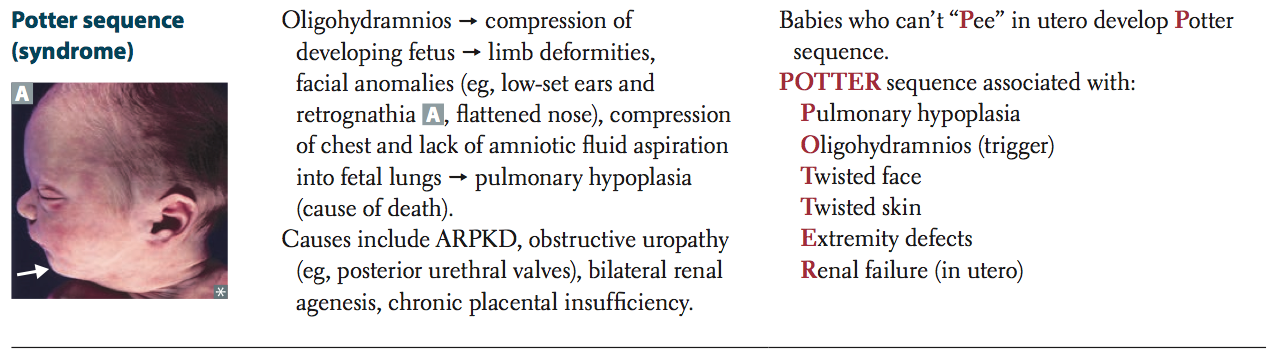 Potter sequence
(syndrome)
A
Oligohydramnios → compression of
developing fetus → limb deformities,
facial anomalies (eg, low-set ears and
retrognathia A, flattened nose), compression
of chest and lack of amniotic fluid aspiration
into fetal lungs → pulmonary hypoplasia
(cause of death).
Causes include ARPKD, obstructive uropathy
(eg, posterior urethral valves), bilateral renal
agenesis, chronic placental insufficiency.
Babies who can’t “Pee” in utero develop Potter
sequence.
POTTER sequence associated with:
Pulmonary hypoplasia
Oligohydramnios (trigger)
Twisted face
Twisted skin
Extremity defects
Renal failure (in utero)